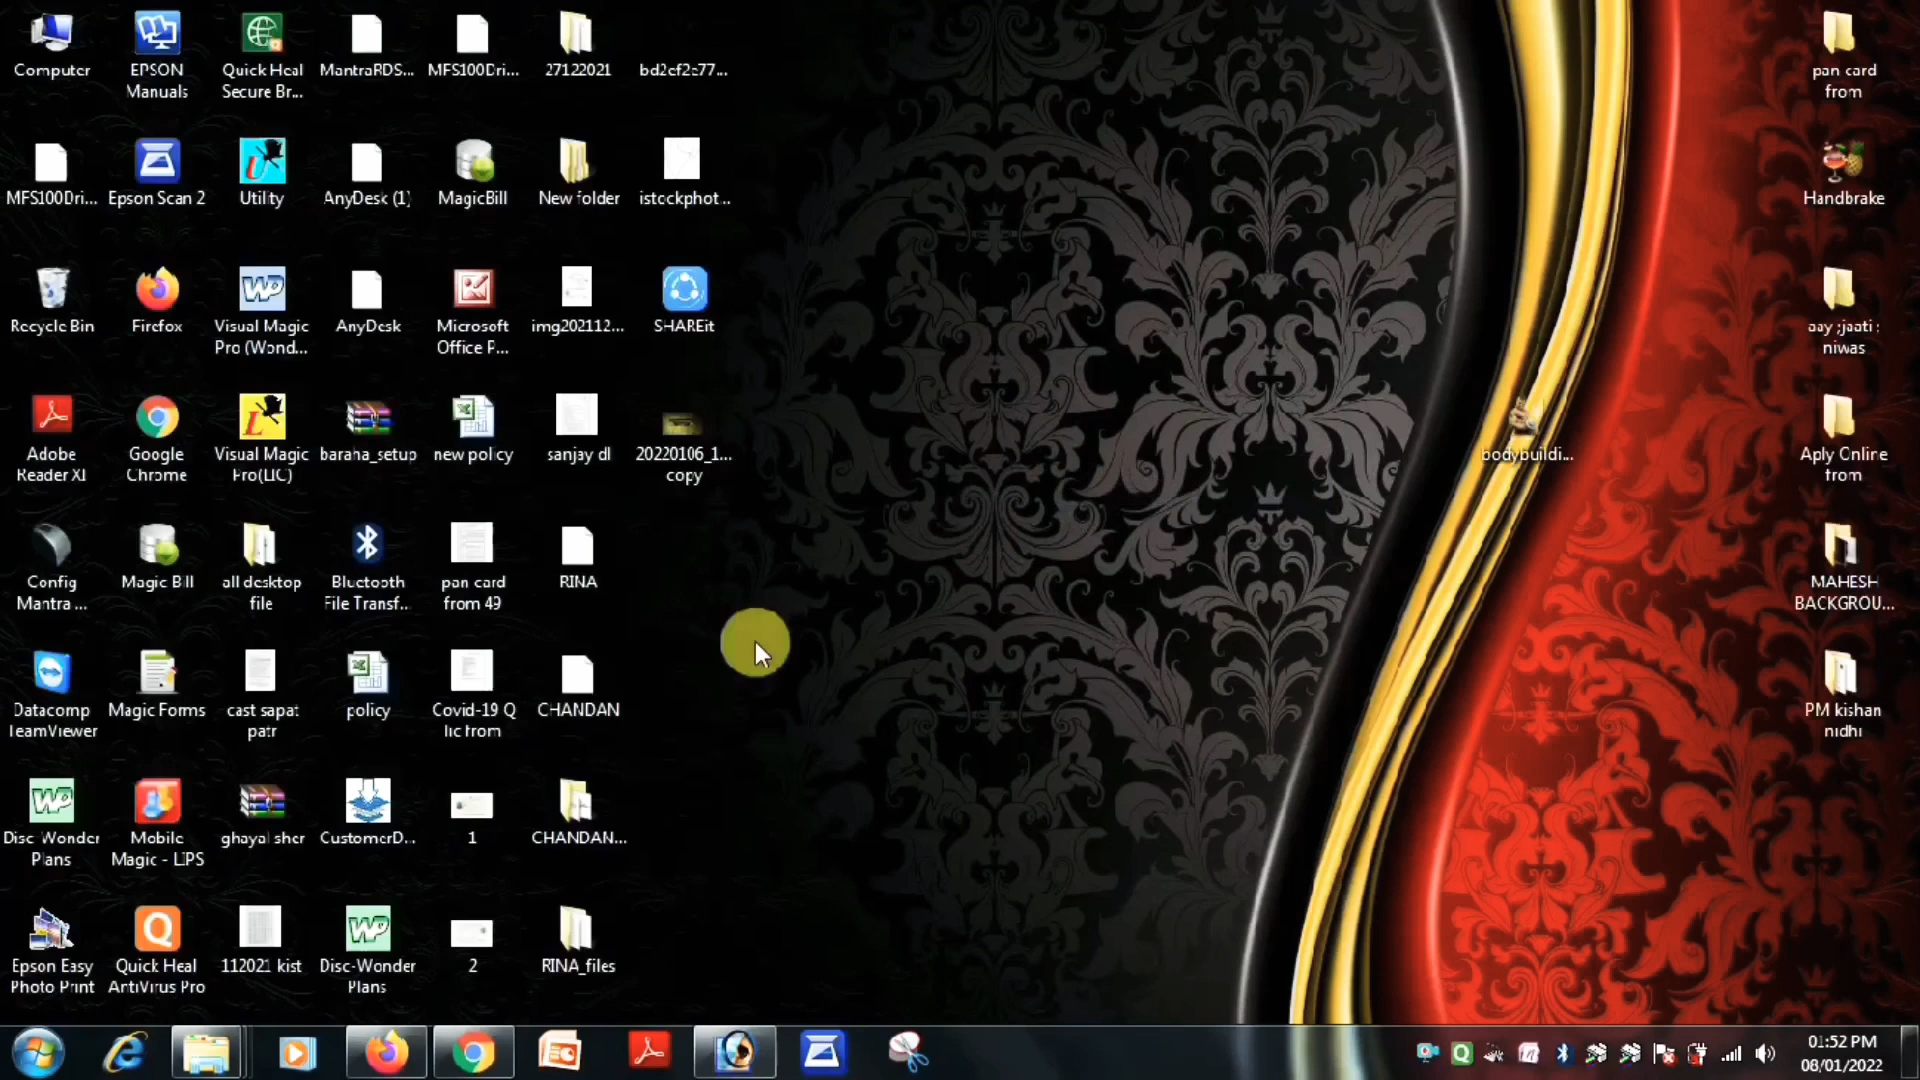 Computer
EPSON
Manuals
Quick Heal
Secure Br...
MantraRDS...
MFS100Dri...
27122021
bd2cf2c77...
pan card
from
MFS100Dri...
Epson Scan 2
Utility
AnyDesk (1)
MagicBill
New folder
istockphot...
Handbrake
Recycle Bin
Firefox
Visual Magic
Pro (Wond...
AnyDesk
Microsoft
Office P...
img202112...
SHAREit
aay ;jaati ;
niwas
Adobe
Reader XI
Google
Chrome
Visual Magic
Pro(LIC)
baraha_setup
new policy
sanjay dl
20220106_1...
copy
bodybuildi...
Aply Online
from
Config
Mantra ...
Magic Bill
all desktop
file
Bluetooth
File Transf...
pan card
from 49
RINA
MAHESH
BACKGROU...
Datacomp
TeamViewer
Magic Forms
cast sapat
patr
policy
Covid-19 Q
lic from
CHANDAN
PM kishan
nidhi
Disc-Wonder
Plans
Mobile
Magic - LIPS
ghayal sher
CustomerD...
1
CHANDAN...
Epson Easy
Photo Print
Quick Heal
AntiVirus Pro
112021 kist
Disc-Wonder
Plans
2
RINA_files
01:52 PM
08/01/2022